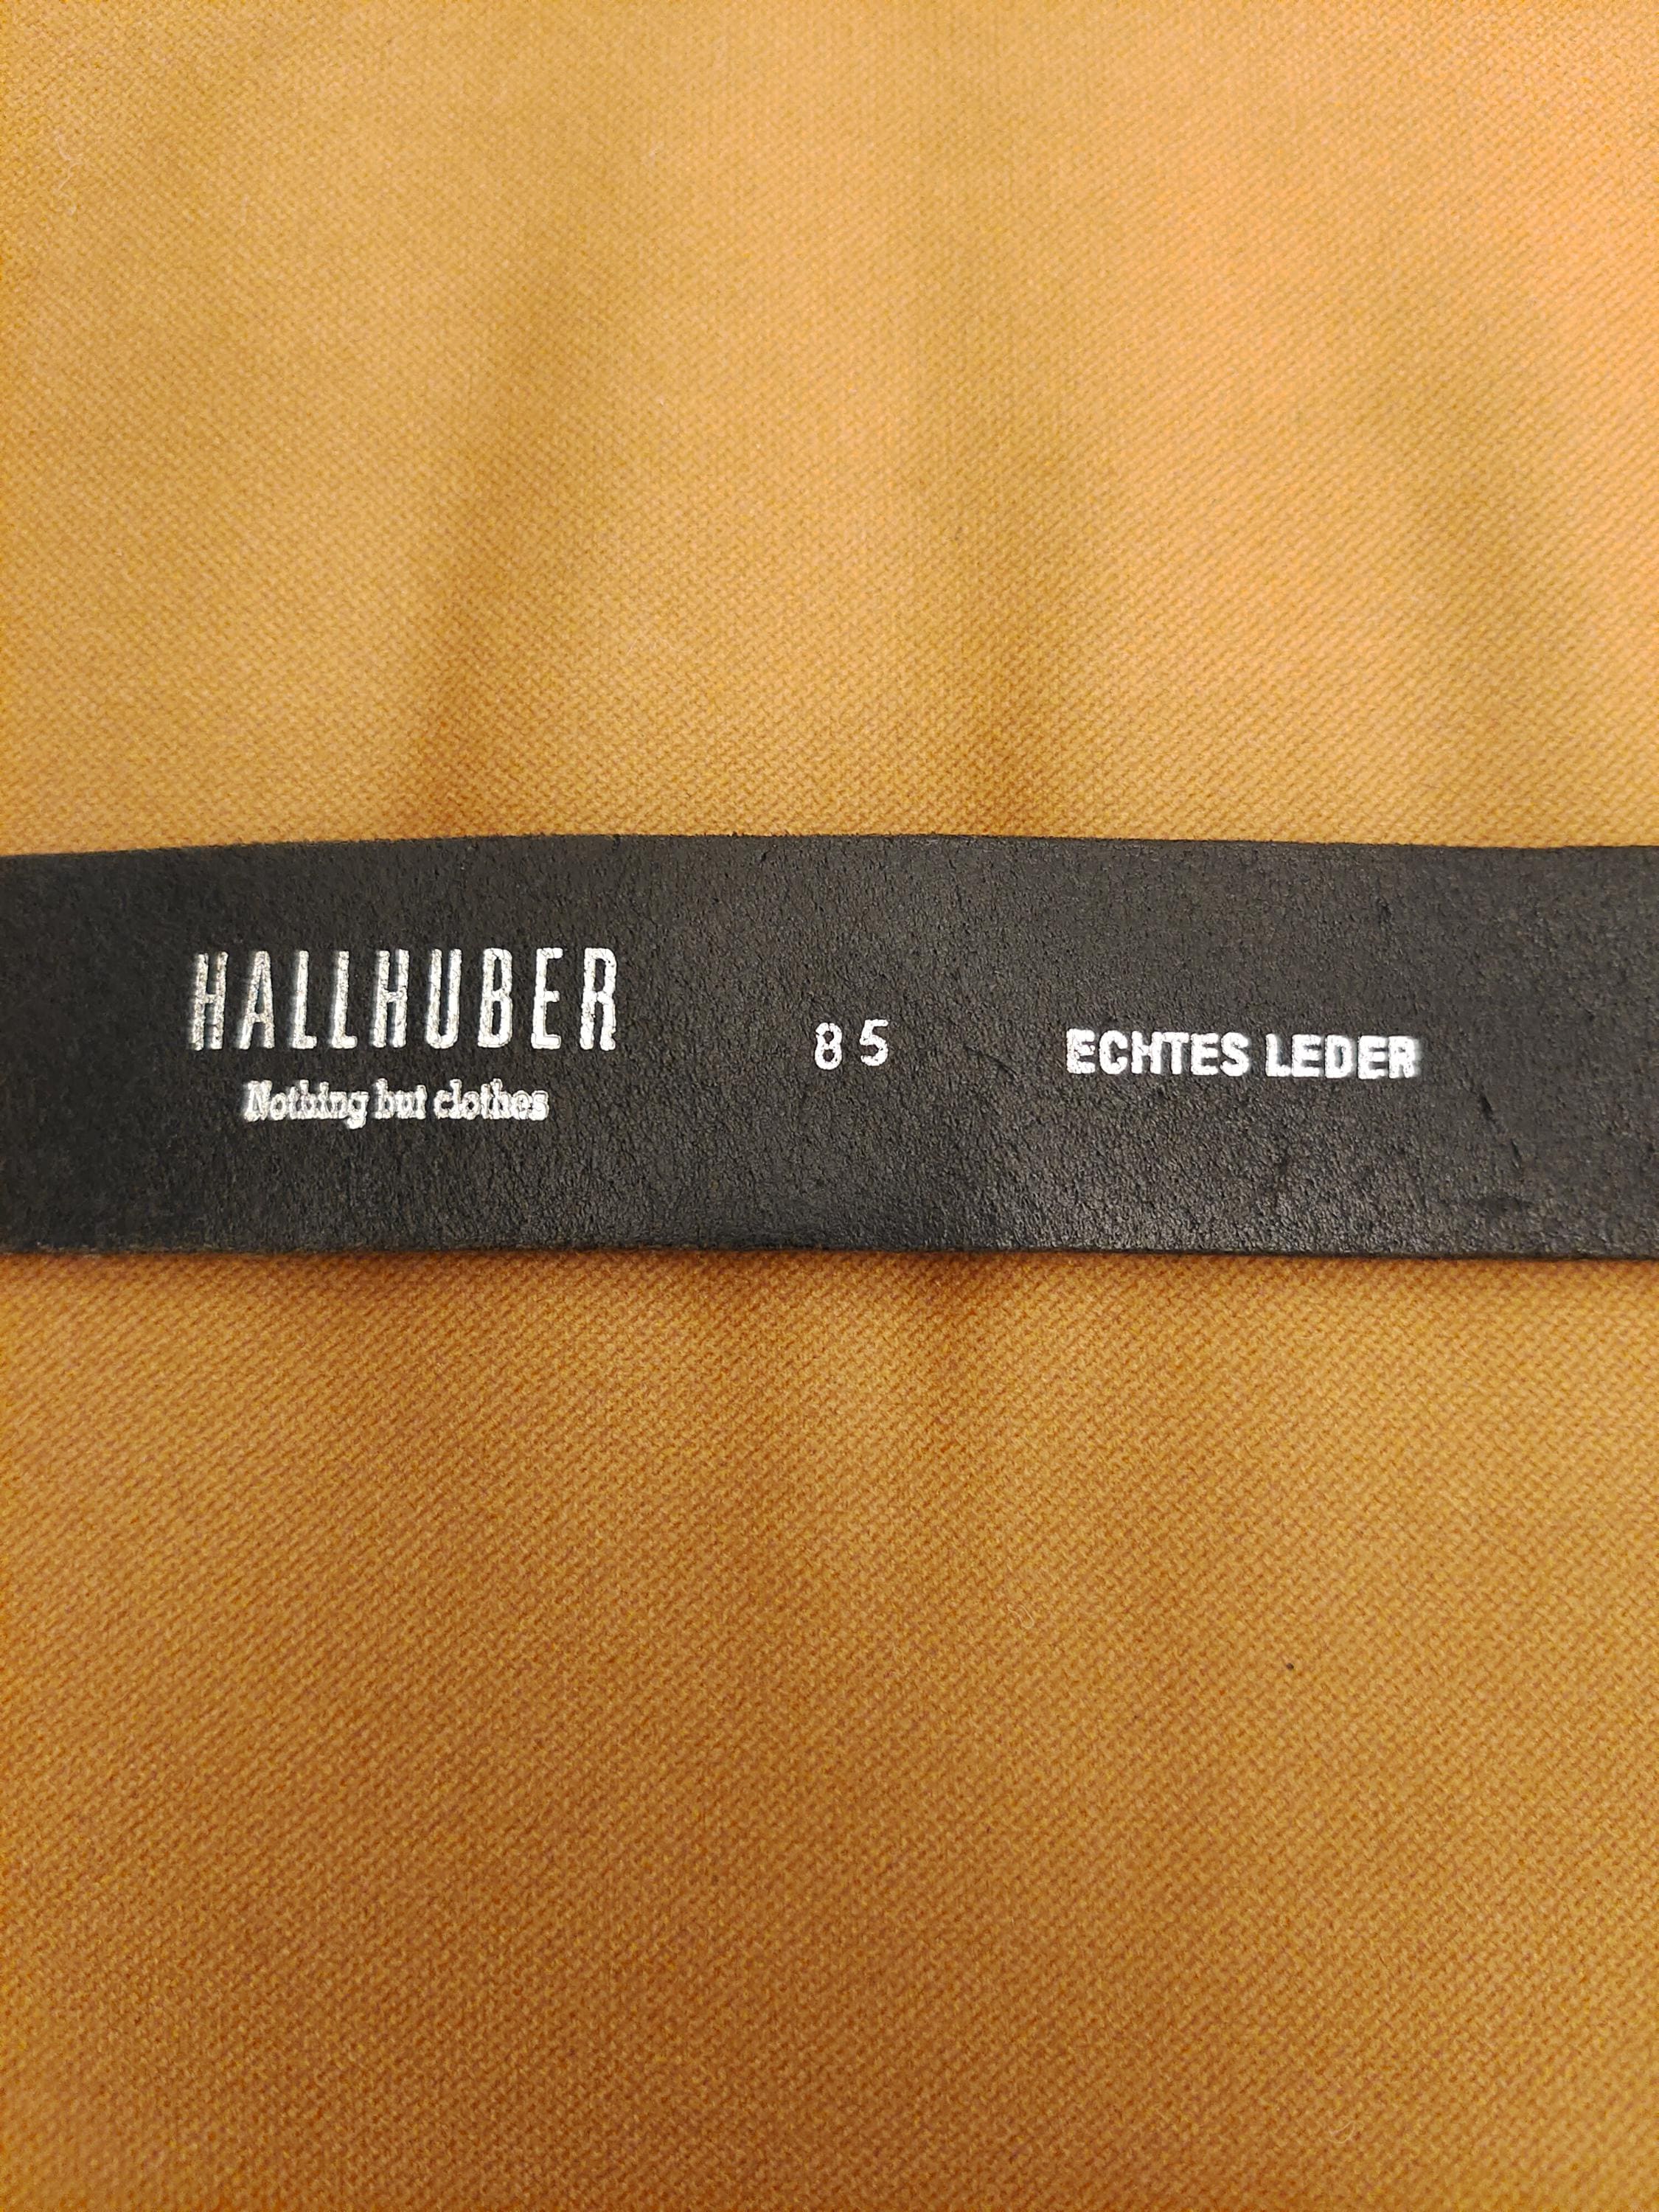 HALLHUBER
Nothing but clothes
85
ECHTES LEDER